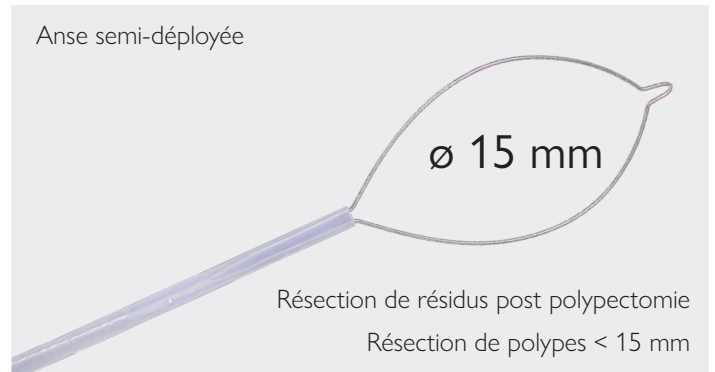 Anse semi-déployée
ø 15 mm
Résection de résidus post polypectomie
Résection de polypes < 15 mm